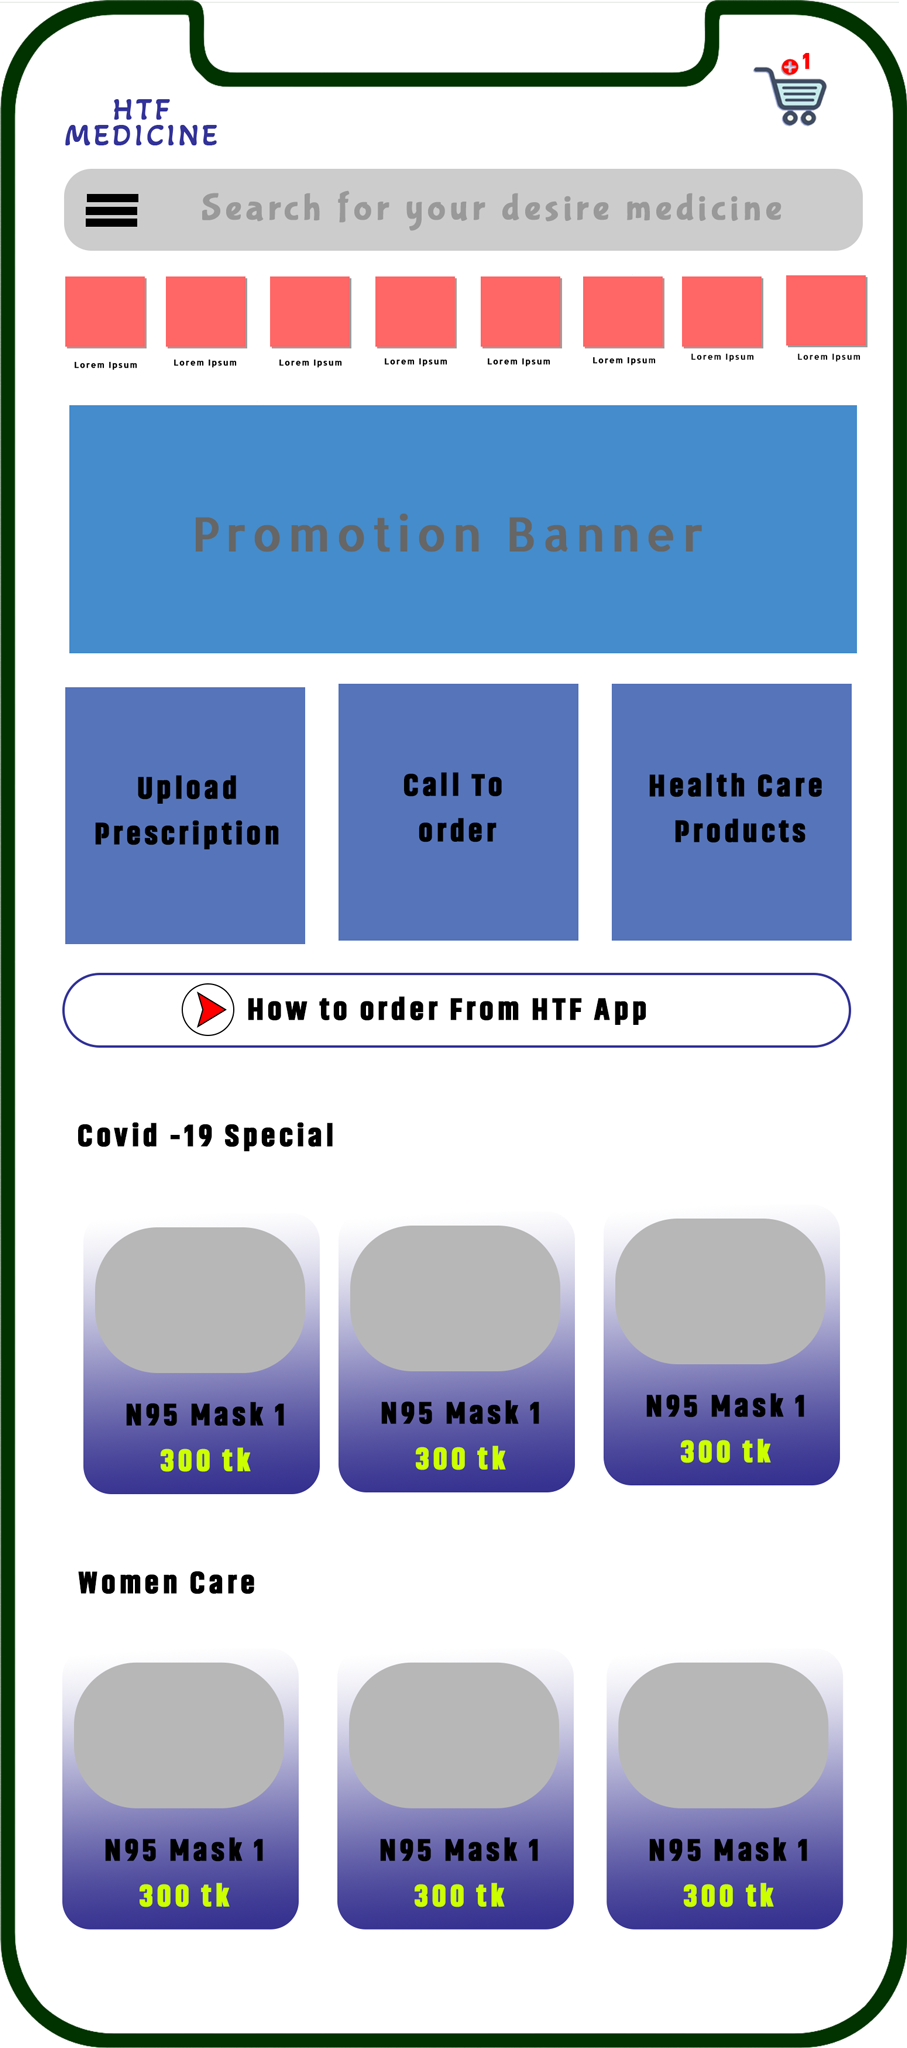 1
HTF
MEDICINE
Search for your desire medicine
Lorem Ipsum Lorem Ipsum Lorem Ipsum Lorem Ipsum Lorem Ipsum Lorem Ipsum Lorem Ipsum Lorem Ipsum
Promotion Banner
Upload
Prescription
Call To
order
Health Care
Products
How to order From HTF App
Covid -19 Special
N95 Mask 1
300 tk
N95 Mask 1
300 tk
N95 Mask 1
300 tk
Women Care
N95 Mask 1
300 tk
N95 Mask 1
300 tk
N95 Mask 1
300 tk